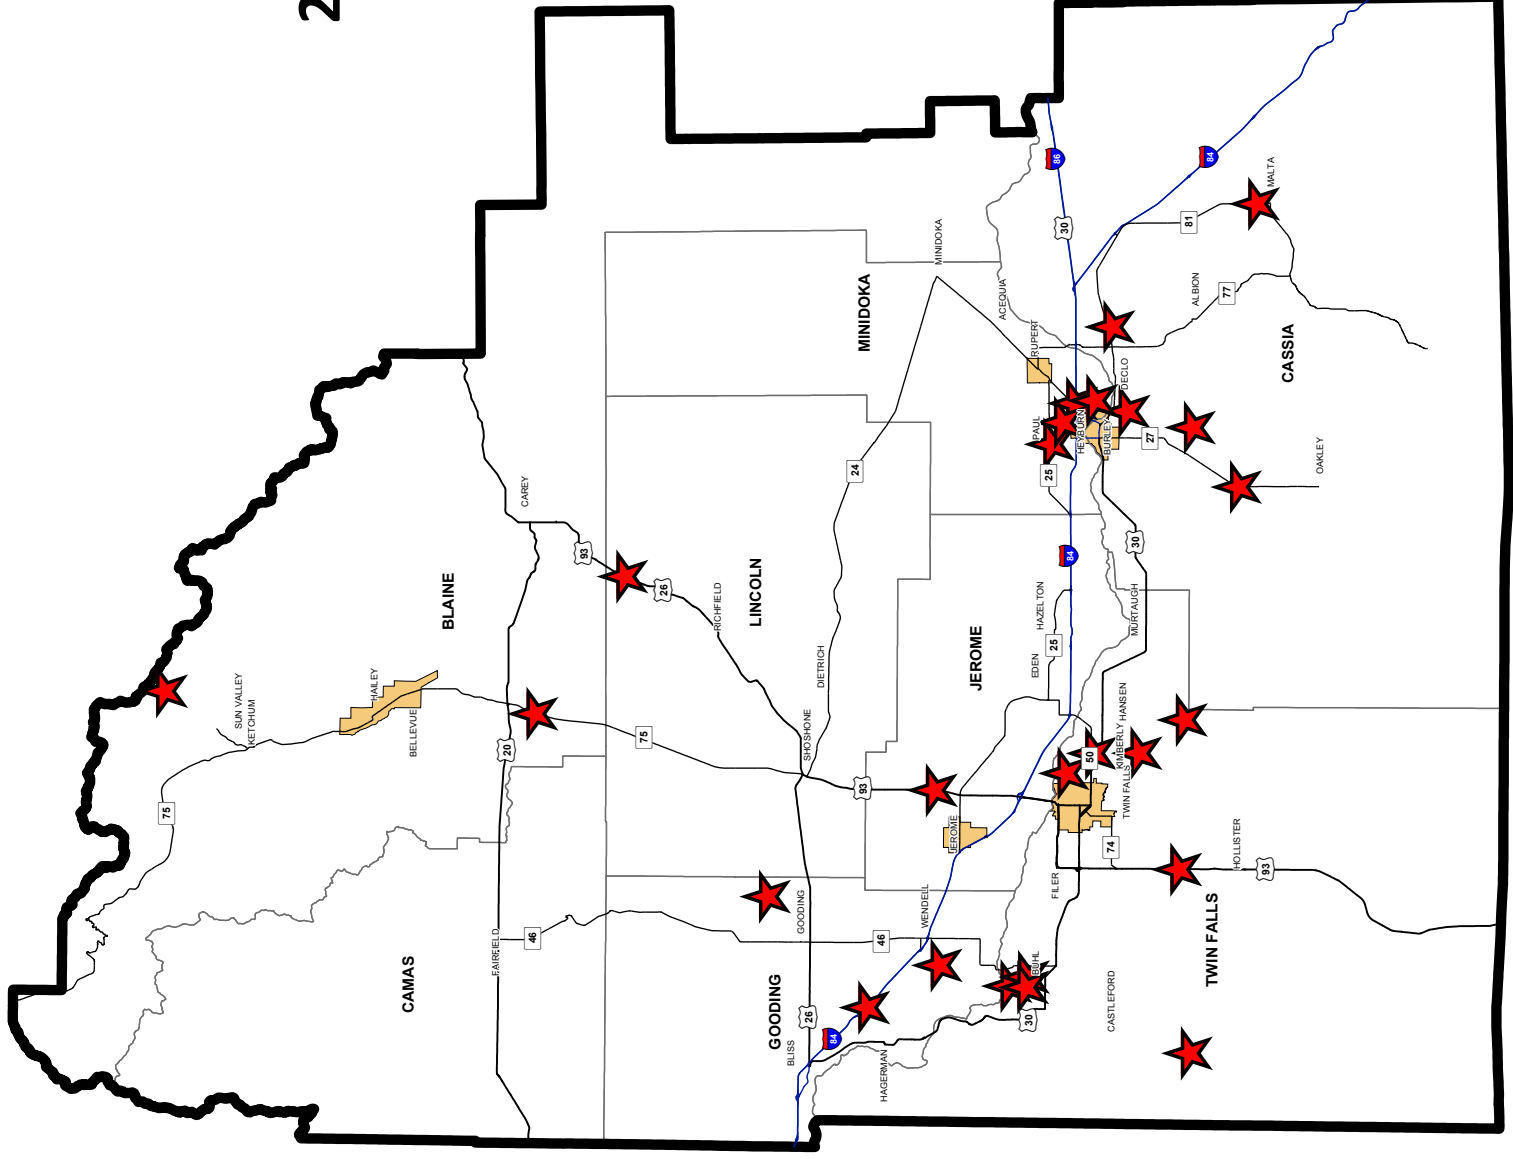 2
86
84
MALTA
81
30
MINIDOKA
ALBION
77
ACEQUIA
MINIDOKA
RUPERT
CASSIA
DECLO
PAUL
HEYBURN
BURLEY
27
25
OAKLEY
24
CAREY
93
26
30
84
BLAINE
LINCOLN
RICHFIELD
HAZELTON
MURTAUGH
25
EDEN
JEROME
DIETRICH
HAILEY
SUN VALLEY
KETCHUM
BELLEVUE
20
75
SHOSHONE
HANSEN
KIMBERLY
50
TWIN FALLS
93
75
JEROME
74
HOLLISTER
93
FILER
WENDELL
GOODING
46
46
FAIRFIELD
CAMAS
BUHL
TWIN FALLS
CASTLEFORD
GOODING
26
30
84
BLISS
HAGERMAN